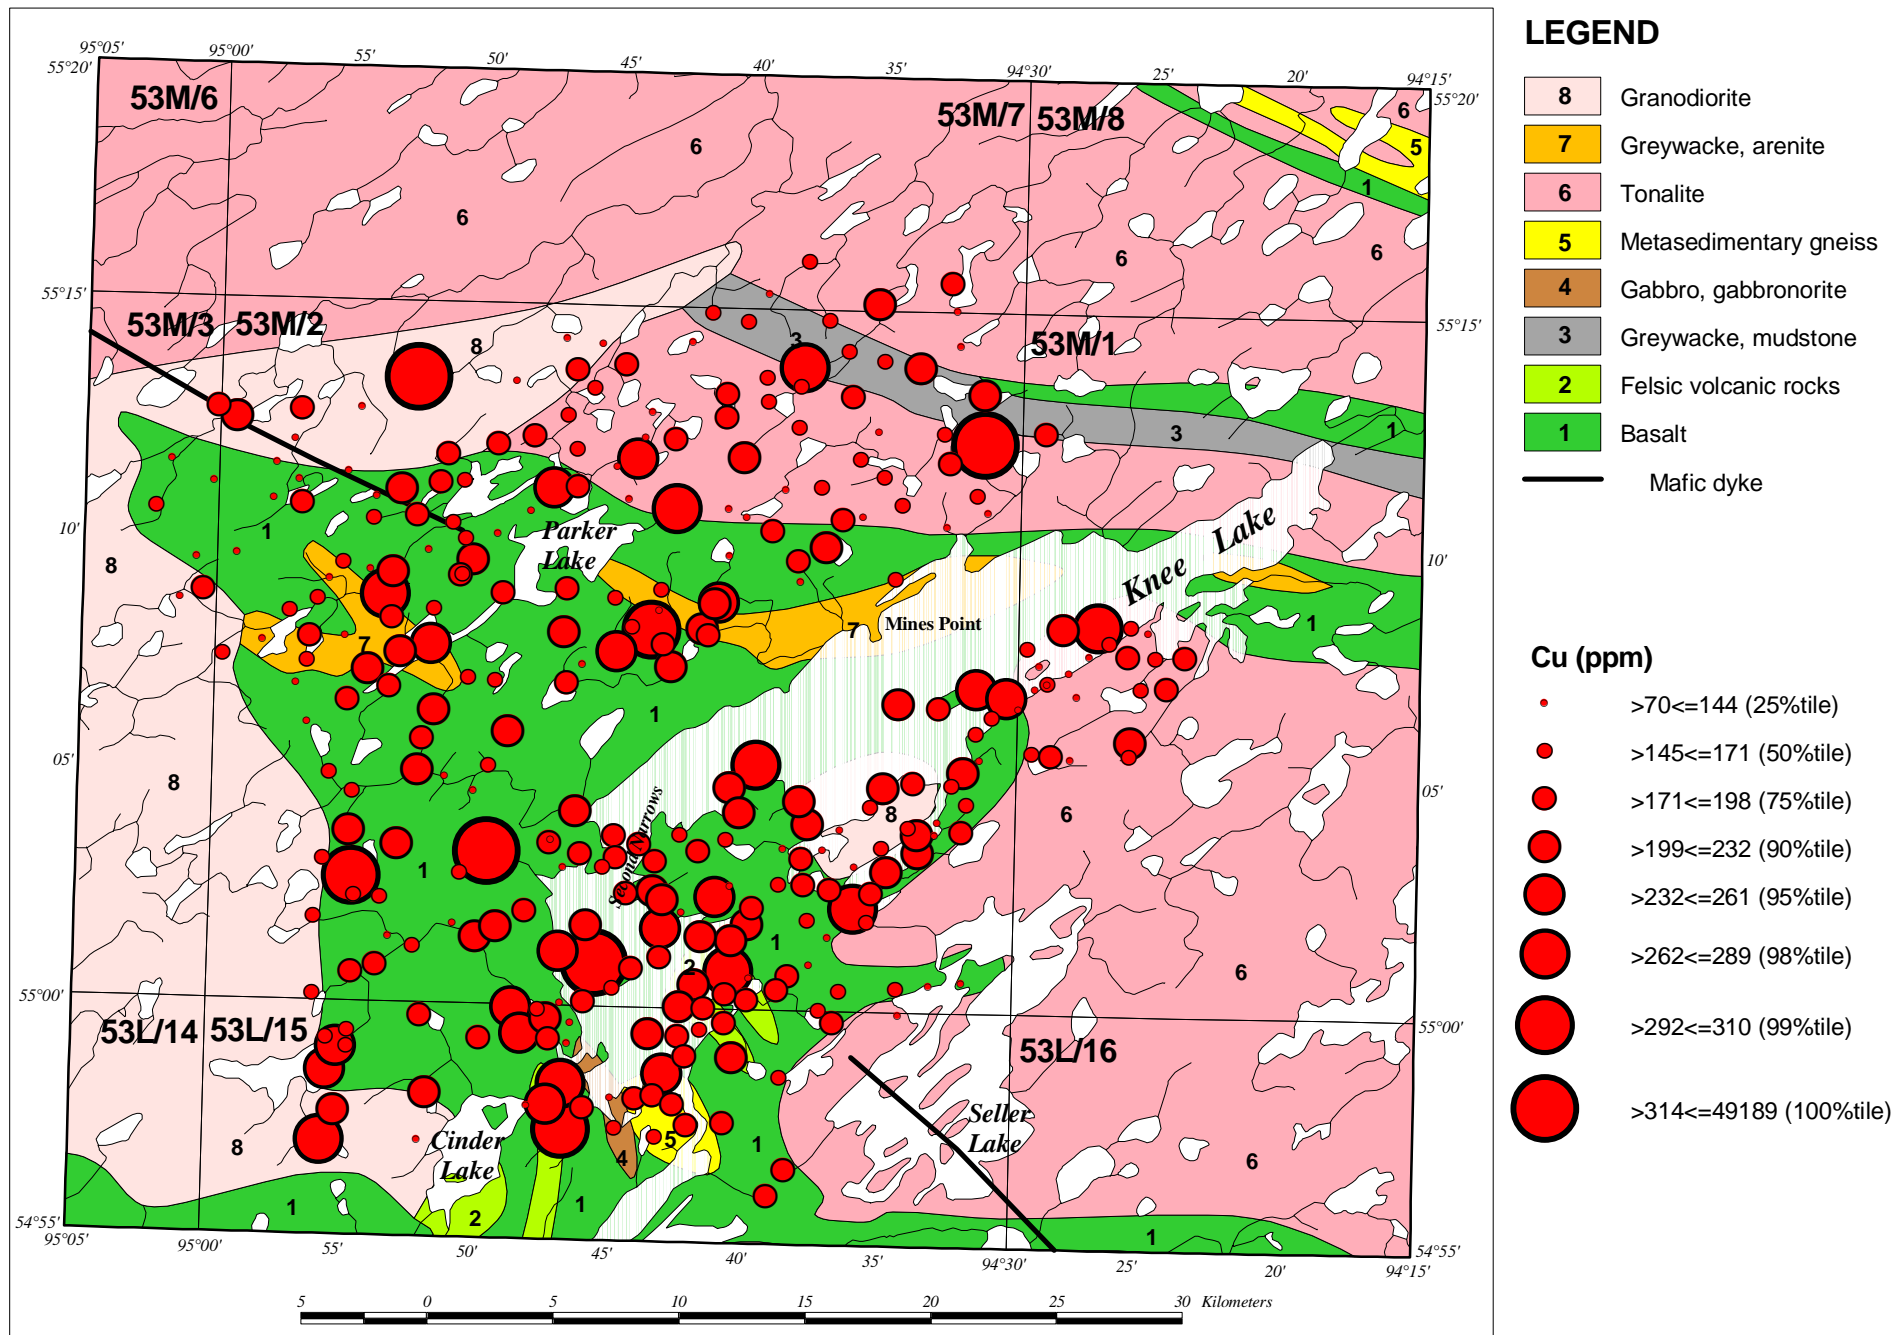 95°05'
95°00'
55'
50'
45'
40'
35'
94°30'
25'
20'
94°15'
55°20'
55°20'
53M/6
53M/7
53M/8
6
6
5
6
1
6
6
6
55°15'
55°15'
53M/3
53M/2
53M/1
8
3
3
1
10'
10'
1
Parker
Lake
Knee
Lake
8
7
7
Mines Point
1
1
05'
05'
8
8
6
1
Second Narrows
1
2
6
55°00'
55°00'
53L/14
53L/15
53L/16
Cinder
Lake
Seller
Lake
8
5
4
1
6
1
2
1
1
54°55'
54°55'
95°05'
95°00'
55'
50'
45'
40'
35'
94°30'
25'
20'
94°15'
5
0
5
10
15
20
25
30
Kilometers
LEGEND
8 Granodiorite
7 Greywacke, arenite
6 Tonalite
5 Metasedimentary gneiss
4 Gabbro, gabbronorite
3 Greywacke, mudstone
2 Felsic volcanic rocks
1 Basalt
Mafic dyke
Cu (ppm)
>70<=144 (25%tile)
>145<=171 (50%tile)
>171<=198 (75%tile)
>199<=232 (90%tile)
>232<=261 (95%tile)
>262<=289 (98%tile)
>292<=310 (99%tile)
>314<=49189 (100%tile)